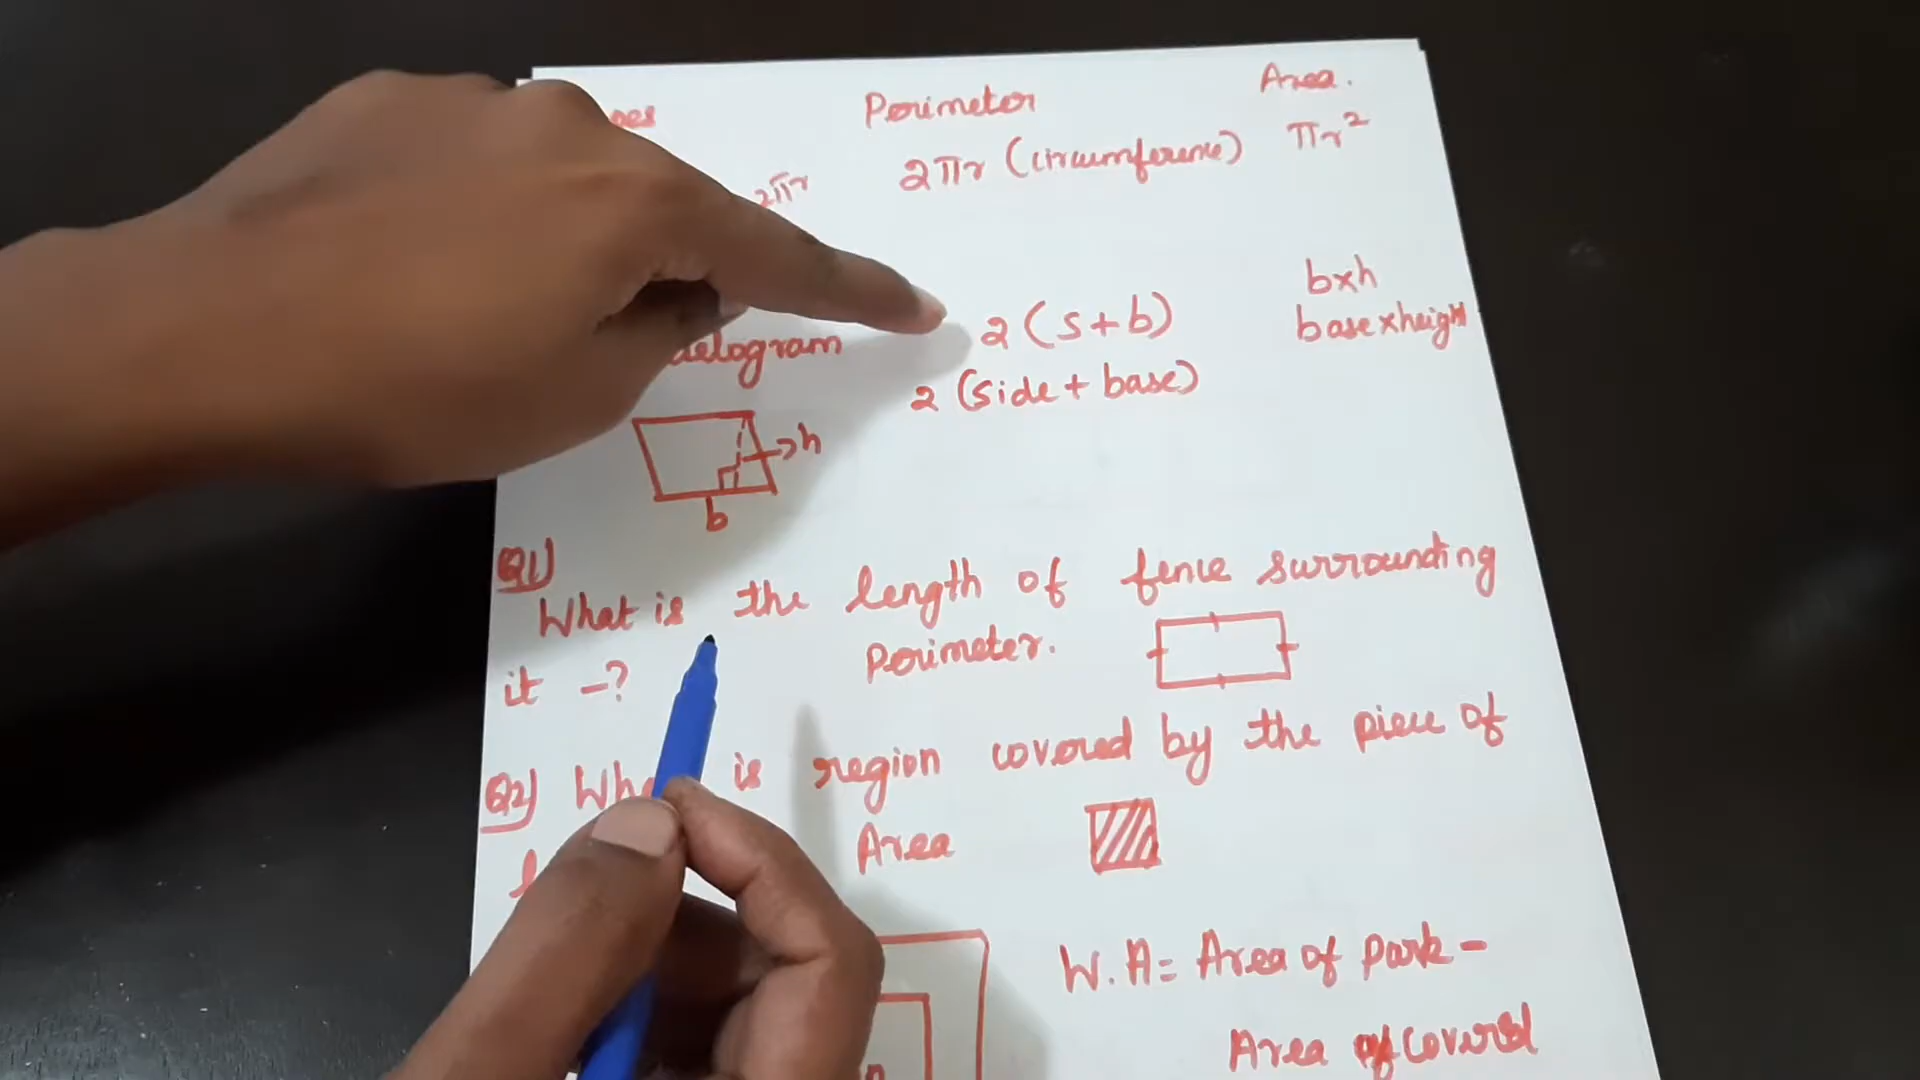 Perimeter Area.
2πr 2πr (circumference) πr²
2 (s+b) b×h
2 (side + base) base×height
h
b
Q1)
What is the length of fence surrounding
it -? Perimeter.
Q2) is region covered by the piece of
Area
W.A = Area of park -
Area of covered